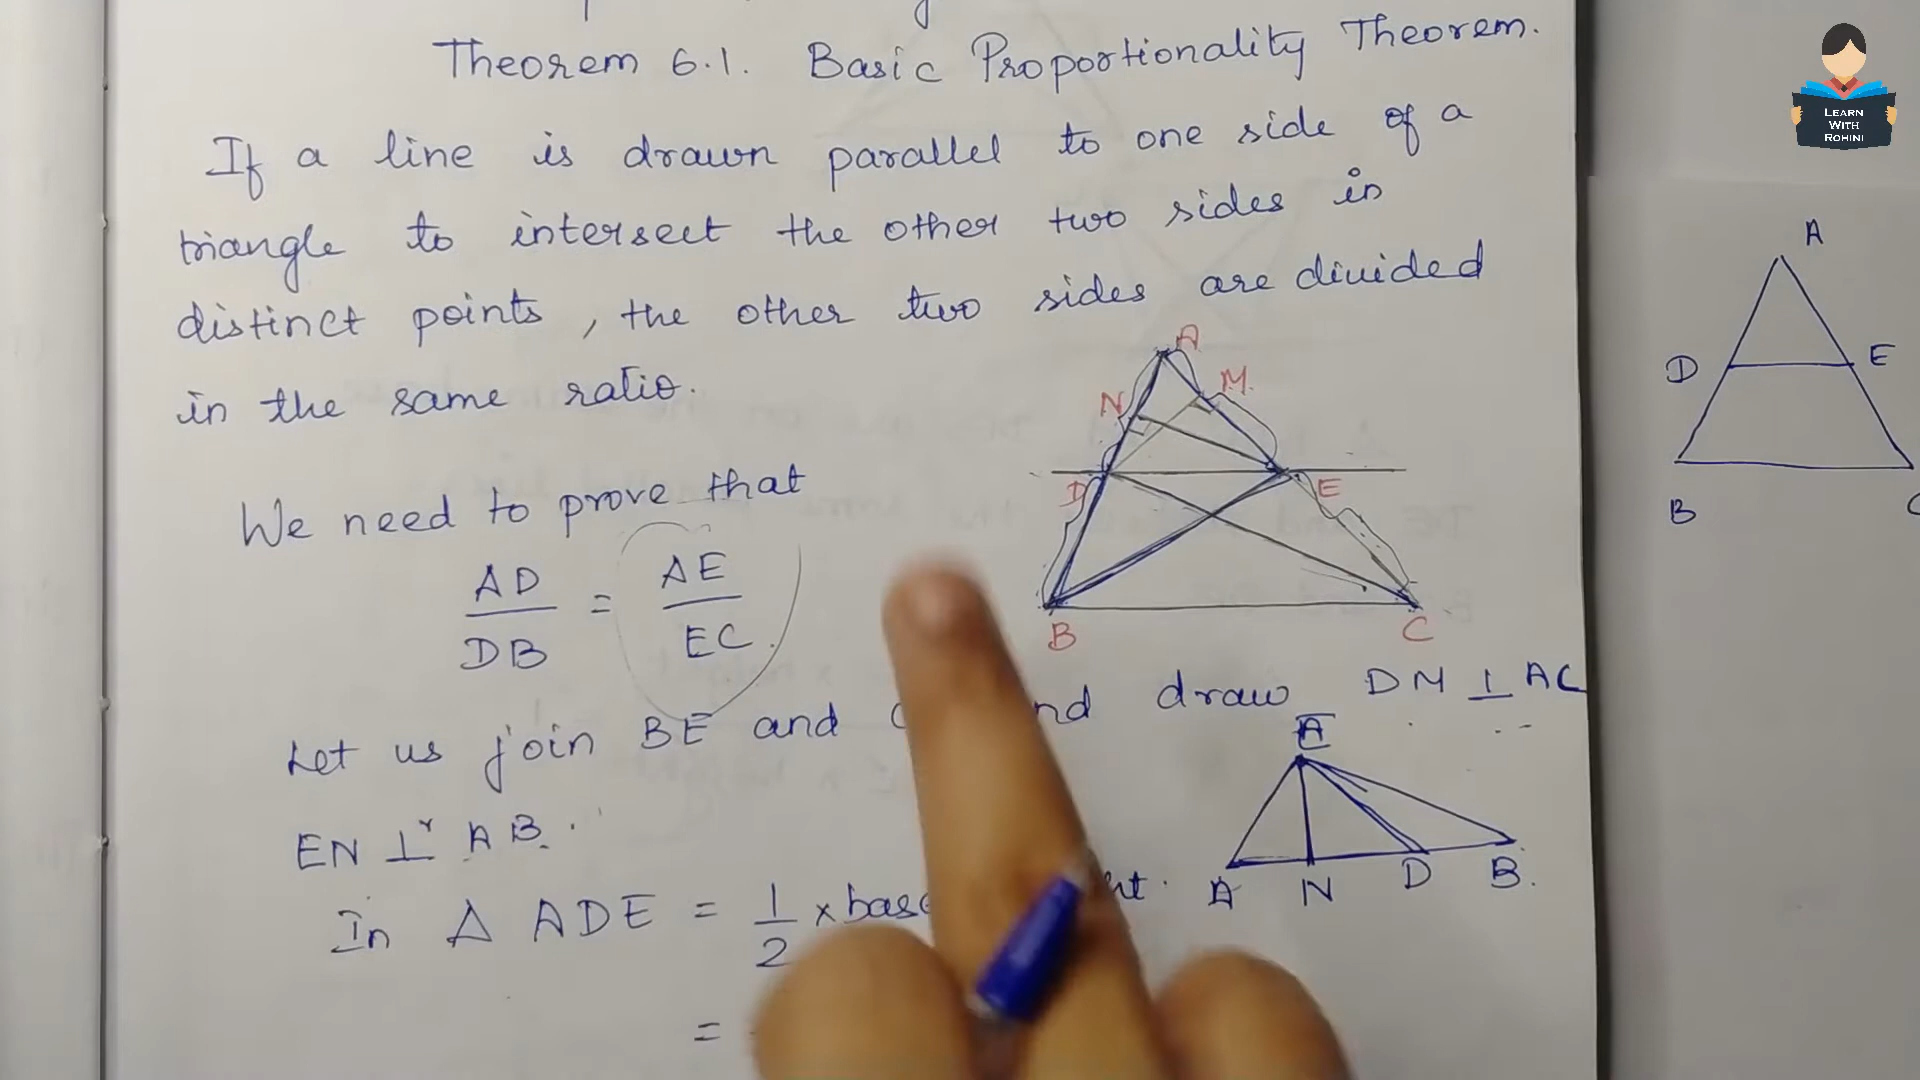 Theorem 6.1. Basic Proportionality Theorem.
If a line is drawn parallel to one side of a
triangle to intersect the other two sides in
distinct points, the other two sides are divided
in the same ratio.
We need to prove that
AD
DB
=
AE
EC.
Let us join BE and
draw DM ⊥ AC
EN ⊥r AB.
In Δ ADE = 1/2 ×
=
A
M
N
D
E
B
C
E
A
N
D
B.
A
D
E
B
LEARN
WITH
ROHINI